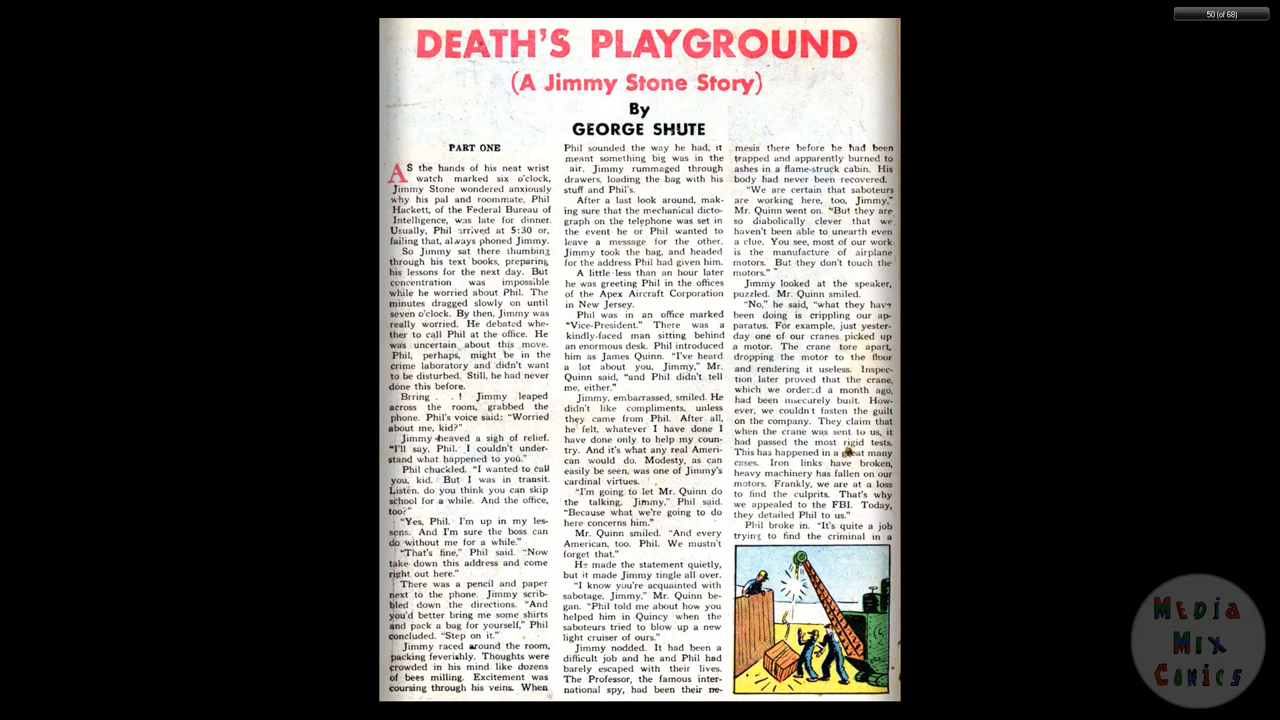 50 (of 68)
DEATH'S PLAYGROUND
(A Jimmy Stone Story)
By
GEORGE SHUTE
PART ONE
AS the hands of his neat wrist
watch marked six o'clock,
Jimmy Stone wondered anxiously
why his pal and roommate, Phil
Hackett, of the Federal Bureau of
Intelligence, was late for dinner.
Usually, Phil arrived at 5:30 or,
failing that, always phoned Jimmy.
So Jimmy sat there thumbing
through his text books, preparing
his lessons for the next day. But
concentration was impossible
while he worried about Phil. The
minutes dragged slowly on until
seven o'clock. By then, Jimmy was
really worried. He debated whe-
ther to call Phil at the office. He
was uncertain about this move.
Phil, perhaps, might be in the
crime laboratory and didn't want
to be disturbed. Still, he had never
done this before.
Brring . . . ! Jimmy leaped
across the room, grabbed the
phone. Phil's voice said: "Worried
about me, kid?"
Jimmy heaved a sigh of relief.
"I'll say, Phil. I couldn't under-
stand what happened to you."
Phil chuckled. "I wanted to call
you, kid. But I was in transit.
Listen, do you think you can skip
school for a while. And the office,
too?"
"Yes, Phil. I'm up in my les-
sons. And I'm sure the boss can
do without me for a while."
"That's fine," Phil said. "Now
take down this address and come
right out here."
There was a pencil and paper
next to the phone. Jimmy scrib-
bled down the directions. "And
you'd better bring me some shirts
and pack a bag for yourself," Phil
concluded. "Step on it."
Jimmy raced around the room,
packing feverishly. Thoughts were
crowded in his mind like dozens
of bees milling. Excitement was
coursing through his veins. When
Phil sounded the way he had, it
meant something big was in the
air. Jimmy rummaged through
drawers, loading the bag with his
stuff and Phil's.
After a last look around, mak-
ing sure that the mechanical dicto-
graph on the telephone was set in
the event he or Phil wanted to
leave a message for the other,
Jimmy took the bag, and headed
for the address Phil had given him.
A little less than an hour later
he was greeting Phil in the offices
of the Apex Aircraft Corporation
in New Jersey.
Phil was in an office marked
"Vice-President." There was a
kindly-faced man sitting behind
an enormous desk. Phil introduced
him as James Quinn. "I've heard
a lot about you, Jimmy," Mr.
Quinn said, "and Phil didn't tell
me, either."
Jimmy, embarrassed, smiled. He
didn't like compliments, unless
they came from Phil. After all,
he felt, whatever I have done I
have done only to help my coun-
try. And it's what any real Ameri-
can would do. Modesty, as can
easily be seen, was one of Jimmy's
cardinal virtues.
"I'm going to let Mr. Quinn do
the talking, Jimmy," Phil said.
"Because what we're going to do
here concerns him."
Mr. Quinn smiled. "And every
American, too. Phil. We mustn't
forget that."
He made the statement quietly,
but it made Jimmy tingle all over.
"I know you're acquainted with
sabotage, Jimmy," Mr. Quinn be-
gan. "Phil told me about how you
helped him in Quincy when the
saboteurs tried to blow up a new
light cruiser of ours."
Jimmy nodded. It had been a
difficult job and he and Phil had
barely escaped with their lives.
The Professor, the famous inter-
national spy, had been their ne-
mesis there before he had been
trapped and apparently burned to
ashes in a flame-struck cabin. His
body had never been recovered.
"We are certain that saboteurs
are working here, too, Jimmy,"
Mr. Quinn went on. "But they are
so diabolically clever that we
haven't been able to unearth even
a clue. You see, most of our work
is the manufacture of airplane
motors. But they don't touch the
motors."
Jimmy looked at the speaker,
puzzled. Mr. Quinn smiled.
"No," he said, "what they have
been doing is crippling our ap-
paratus. For example, just yester-
day one of our cranes picked up
a motor. The crane tore apart,
dropping the motor to the floor
and rendering it useless. Inspec-
tion later proved that the crane,
which we ordered a month ago,
had been insecurely built. How-
ever, we couldn't fasten the guilt
on the company. They claim that
when the crane was sent to us, it
had passed the most rigid tests.
This has happened in a great many
cases. Iron links have broken,
heavy machinery has fallen on our
motors. Frankly, we are at a loss
to find the culprits. That's why
we appealed to the FBI. Today,
they detailed Phil to us."
Phil broke in. "It's quite a job
trying to find the criminal in a
MEDIA
MIX
COMICS